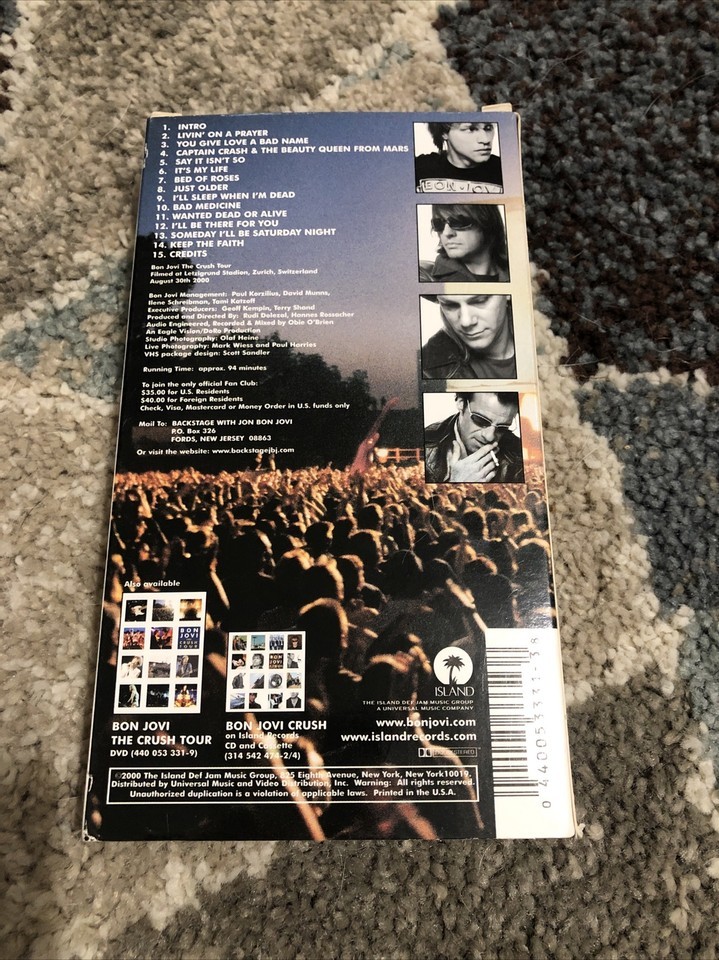 1. INTRO
2. LIVIN' ON A PRAYER
3. YOU GIVE LOVE A BAD NAME
4. CAPTAIN CRASH & THE BEAUTY QUEEN FROM MARS
5. SAY IT ISN'T SO
6. IT'S MY LIFE
7. BED OF ROSES
8. JUST OLDER
9. I'LL SLEEP WHEN I'M DEAD
10. BAD MEDICINE
11. WANTED DEAD OR ALIVE
12. I'LL BE THERE FOR YOU
13. SOMEDAY I'LL BE SATURDAY NIGHT
14. KEEP THE FAITH
15. CREDITS
Bon Jovi The Crush Tour
Filmed at Letzigrund Stadion, Zurich, Switzerland
August 30th 2000
Bon Jovi Management: Paul Korzilius, David Munns,
Ilene Schreibman, Tami Katzoff
Executive Producers: Geoff Kempin, Terry Shand
Produced and Directed By: Rudi Dolezal, Hannes Rossacher
Audio Engineered, Recorded & Mixed by Obie O'Brien
An Eagle Vision/DoRo Production
Studio Photography: Olaf Heine
Live Photography: Mark Wiess and Paul Harries
VHS package design: Scott Sandler
Running Time: approx. 94 minutes
To join the only official Fan Club:
$35.00 for U.S. Residents
$40.00 for Foreign Residents
Check, Visa, Mastercard or Money Order in U.S. funds only
Mail To: BACKSTAGE WITH JON BON JOVI
P.O. Box 326
FORDS, NEW JERSEY 08863
Or visit the website: www.backstagejbj.com
BON JOVI
Also available
BON JOVI
CRUSH TOUR
BON JOVI
THE CRUSH TOUR
DVD (440 053 331-9)
BON JOVI
BON JOVI CRUSH
on Island Records
CD and Cassette
(314 542 474-2/4)
ISLAND
THE ISLAND DEF JAM MUSIC GROUP
A UNIVERSAL MUSIC COMPANY
www.bonjovi.com
www.islandrecords.com
©2000 The Island Def Jam Music Group, 825 Eighth Avenue, New York, New York10019.
Distributed by Universal Music and Video Distribution, Inc. Warning: All rights reserved.
Unauthorized duplication is a violation of applicable laws. Printed in the U.S.A.
0 44005 33313 8